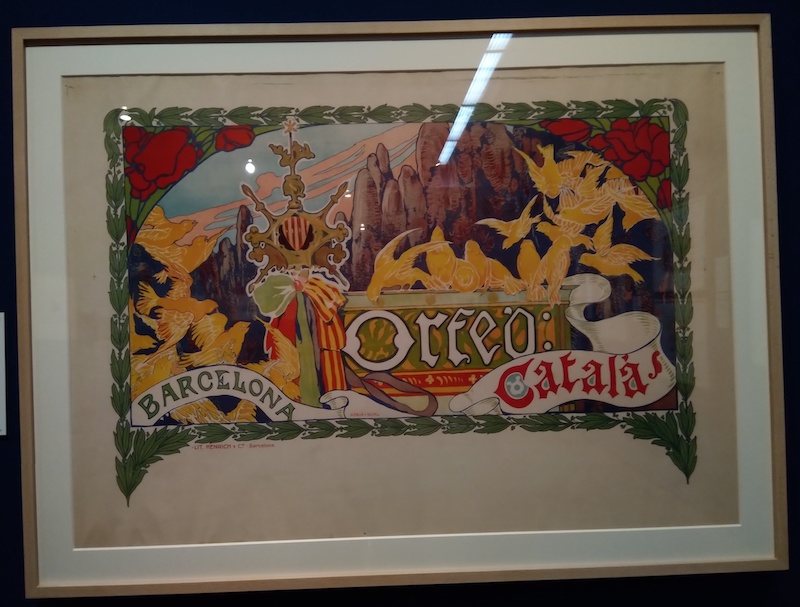 Orfeó:
Català
BARCELONA
LIT. HENRICH & Cª - Barcelona